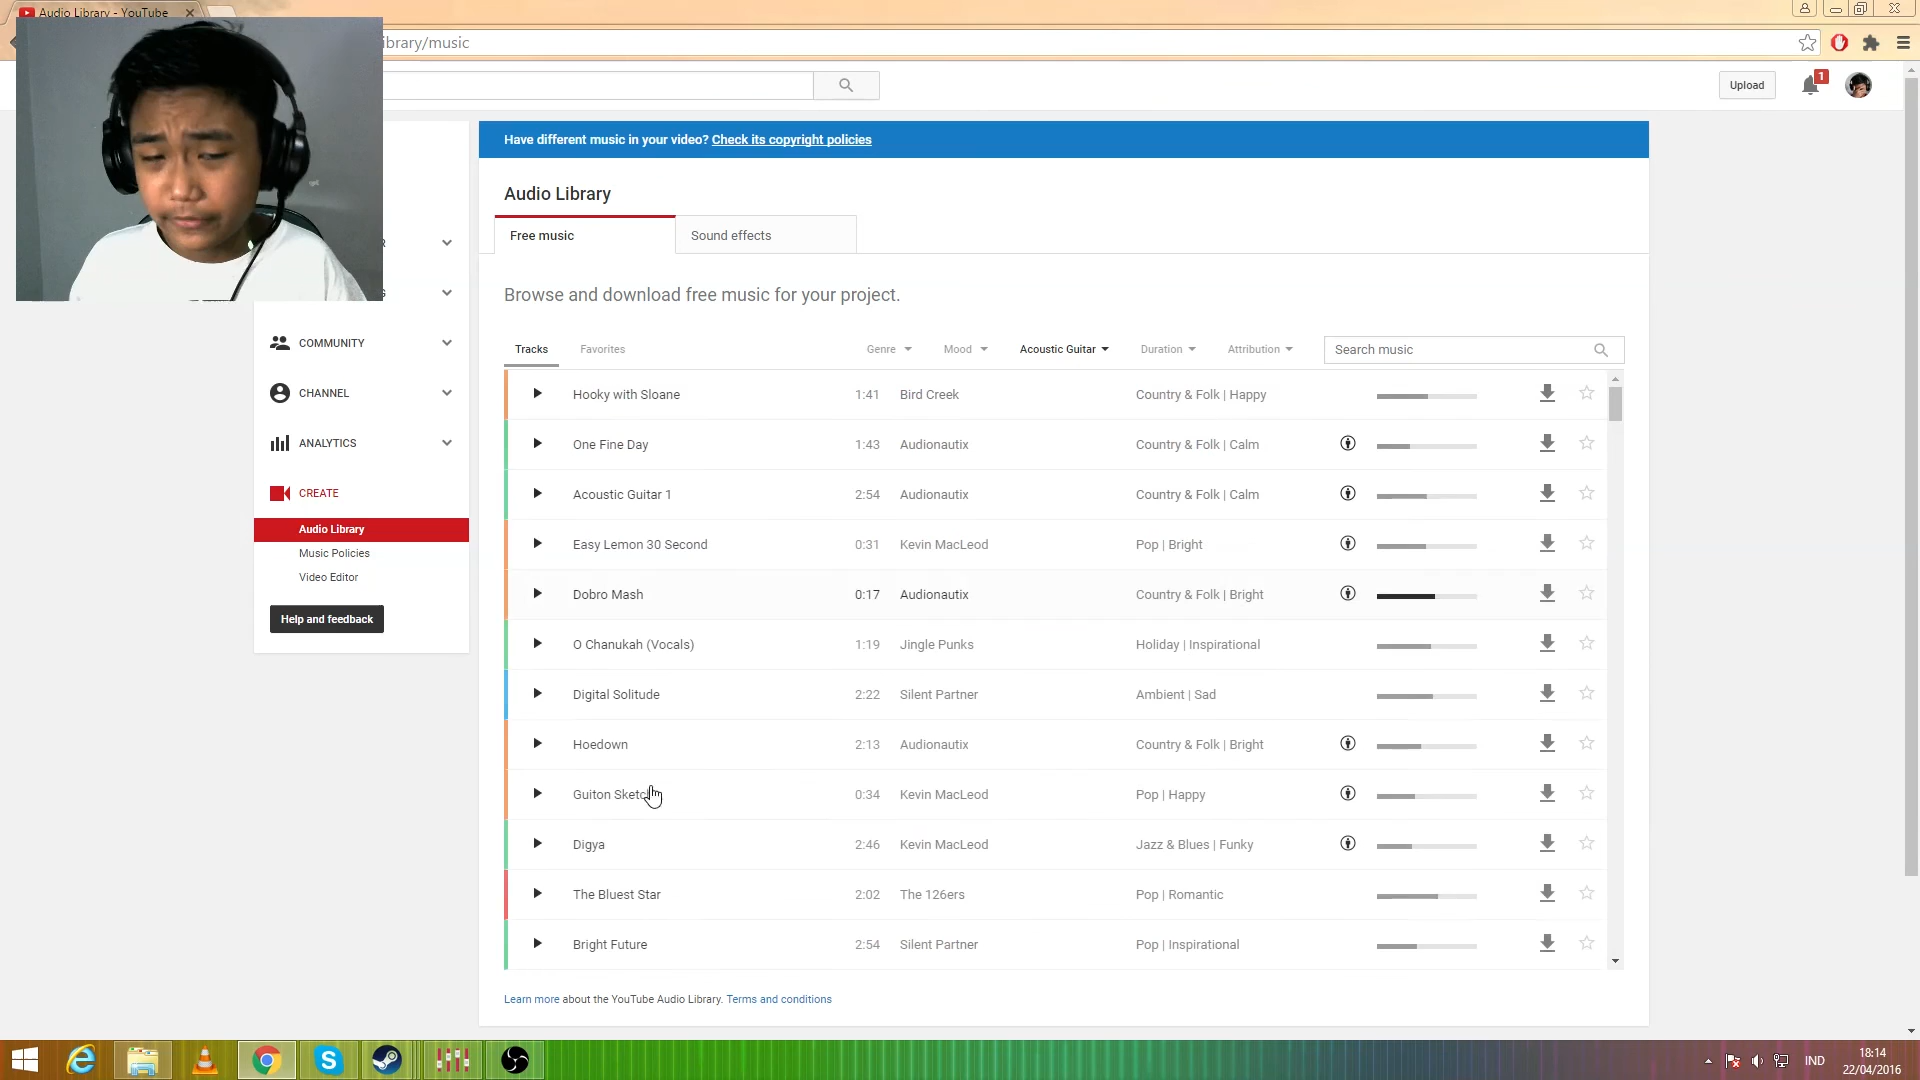 Audio Library - YouTube
ibrary/music
Upload
1
Have different music in your video? Check its copyright policies
Audio Library
Free music
Sound effects
Browse and download free music for your project.
COMMUNITY
CHANNEL
ANALYTICS
CREATE
Audio Library
Music Policies
Video Editor
Help and feedback
Tracks Favorites Genre Mood Acoustic Guitar Duration Attribution Search music
Hooky with Sloane 1:41 Bird Creek Country & Folk | Happy
One Fine Day 1:43 Audionautix Country & Folk | Calm
Acoustic Guitar 1 2:54 Audionautix Country & Folk | Calm
Easy Lemon 30 Second 0:31 Kevin MacLeod Pop | Bright
Dobro Mash 0:17 Audionautix Country & Folk | Bright
O Chanukah (Vocals) 1:19 Jingle Punks Holiday | Inspirational
Digital Solitude 2:22 Silent Partner Ambient | Sad
Hoedown 2:13 Audionautix Country & Folk | Bright
Guiton Sketch 0:34 Kevin MacLeod Pop | Happy
Digya 2:46 Kevin MacLeod Jazz & Blues | Funky
The Bluest Star 2:02 The 126ers Pop | Romantic
Bright Future 2:54 Silent Partner Pop | Inspirational
Learn more about the YouTube Audio Library. Terms and conditions
IND
18:14
22/04/2016